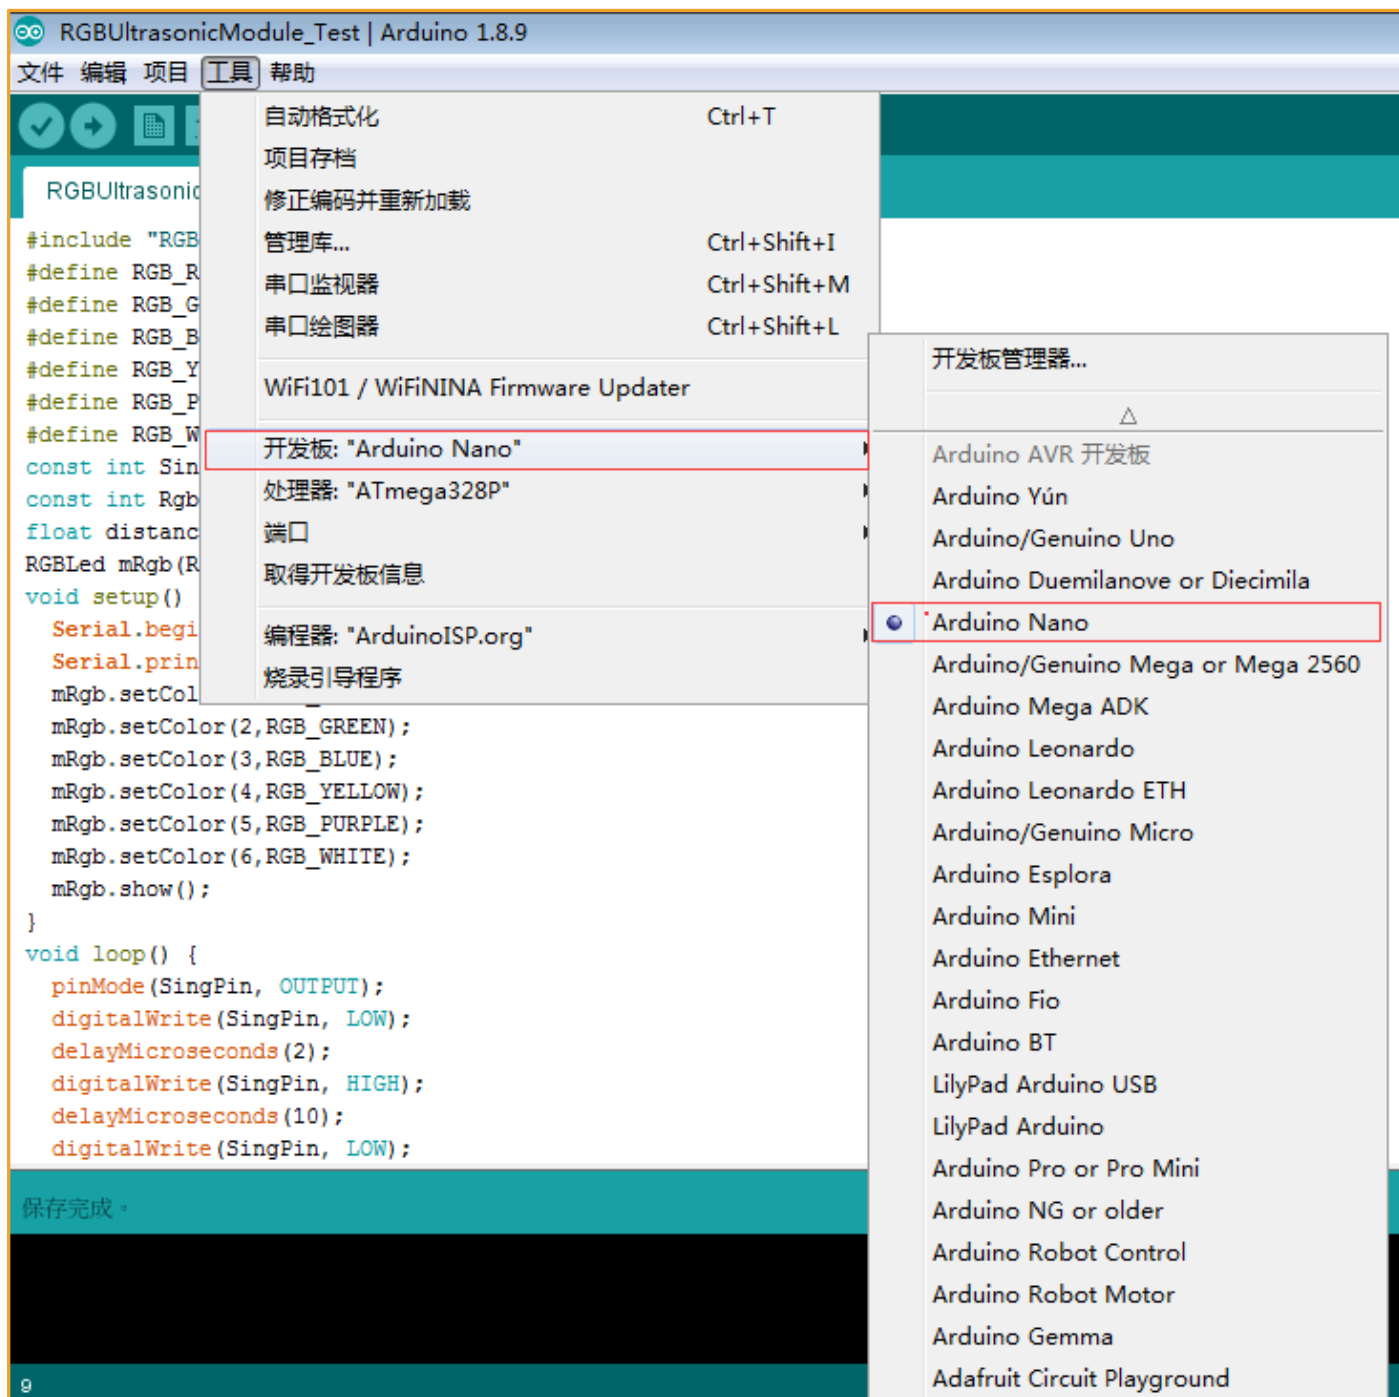 RGBUltrasonicModule_Test | Arduino 1.8.9
文件 编辑 项目 工具 帮助
RGBUltrasonic
自动格式化 Ctrl+T
项目存档
修正编码并重新加载
管理库... Ctrl+Shift+I
串口监视器 Ctrl+Shift+M
串口绘图器 Ctrl+Shift+L
WiFi101 / WiFiNINA Firmware Updater
开发板: "Arduino Nano"
处理器: "ATmega328P"
端口
取得开发板信息
编程器: "ArduinoISP.org"
烧录引导程序
开发板管理器...
Arduino AVR 开发板
Arduino Yún
Arduino/Genuino Uno
Arduino Duemilanove or Diecimila
Arduino Nano
Arduino/Genuino Mega or Mega 2560
Arduino Mega ADK
Arduino Leonardo
Arduino Leonardo ETH
Arduino/Genuino Micro
Arduino Esplora
Arduino Mini
Arduino Ethernet
Arduino Fio
Arduino BT
LilyPad Arduino USB
LilyPad Arduino
Arduino Pro or Pro Mini
Arduino NG or older
Arduino Robot Control
Arduino Robot Motor
Arduino Gemma
Adafruit Circuit Playground
#include "RGB
#define RGB_R
#define RGB_G
#define RGB_B
#define RGB_Y
#define RGB_P
#define RGB_W
const int Sin
const int Rgb
float distanc
RGBLed mRgb(R
void setup()
Serial.begi
Serial.prin
mRgb.setCol
mRgb.setColor(2,RGB_GREEN);
mRgb.setColor(3,RGB_BLUE);
mRgb.setColor(4,RGB_YELLOW);
mRgb.setColor(5,RGB_PURPLE);
mRgb.setColor(6,RGB_WHITE);
mRgb.show();
}
void loop() {
pinMode(SingPin, OUTPUT);
digitalWrite(SingPin, LOW);
delayMicroseconds(2);
digitalWrite(SingPin, HIGH);
delayMicroseconds(10);
digitalWrite(SingPin, LOW);
保存完成。
9